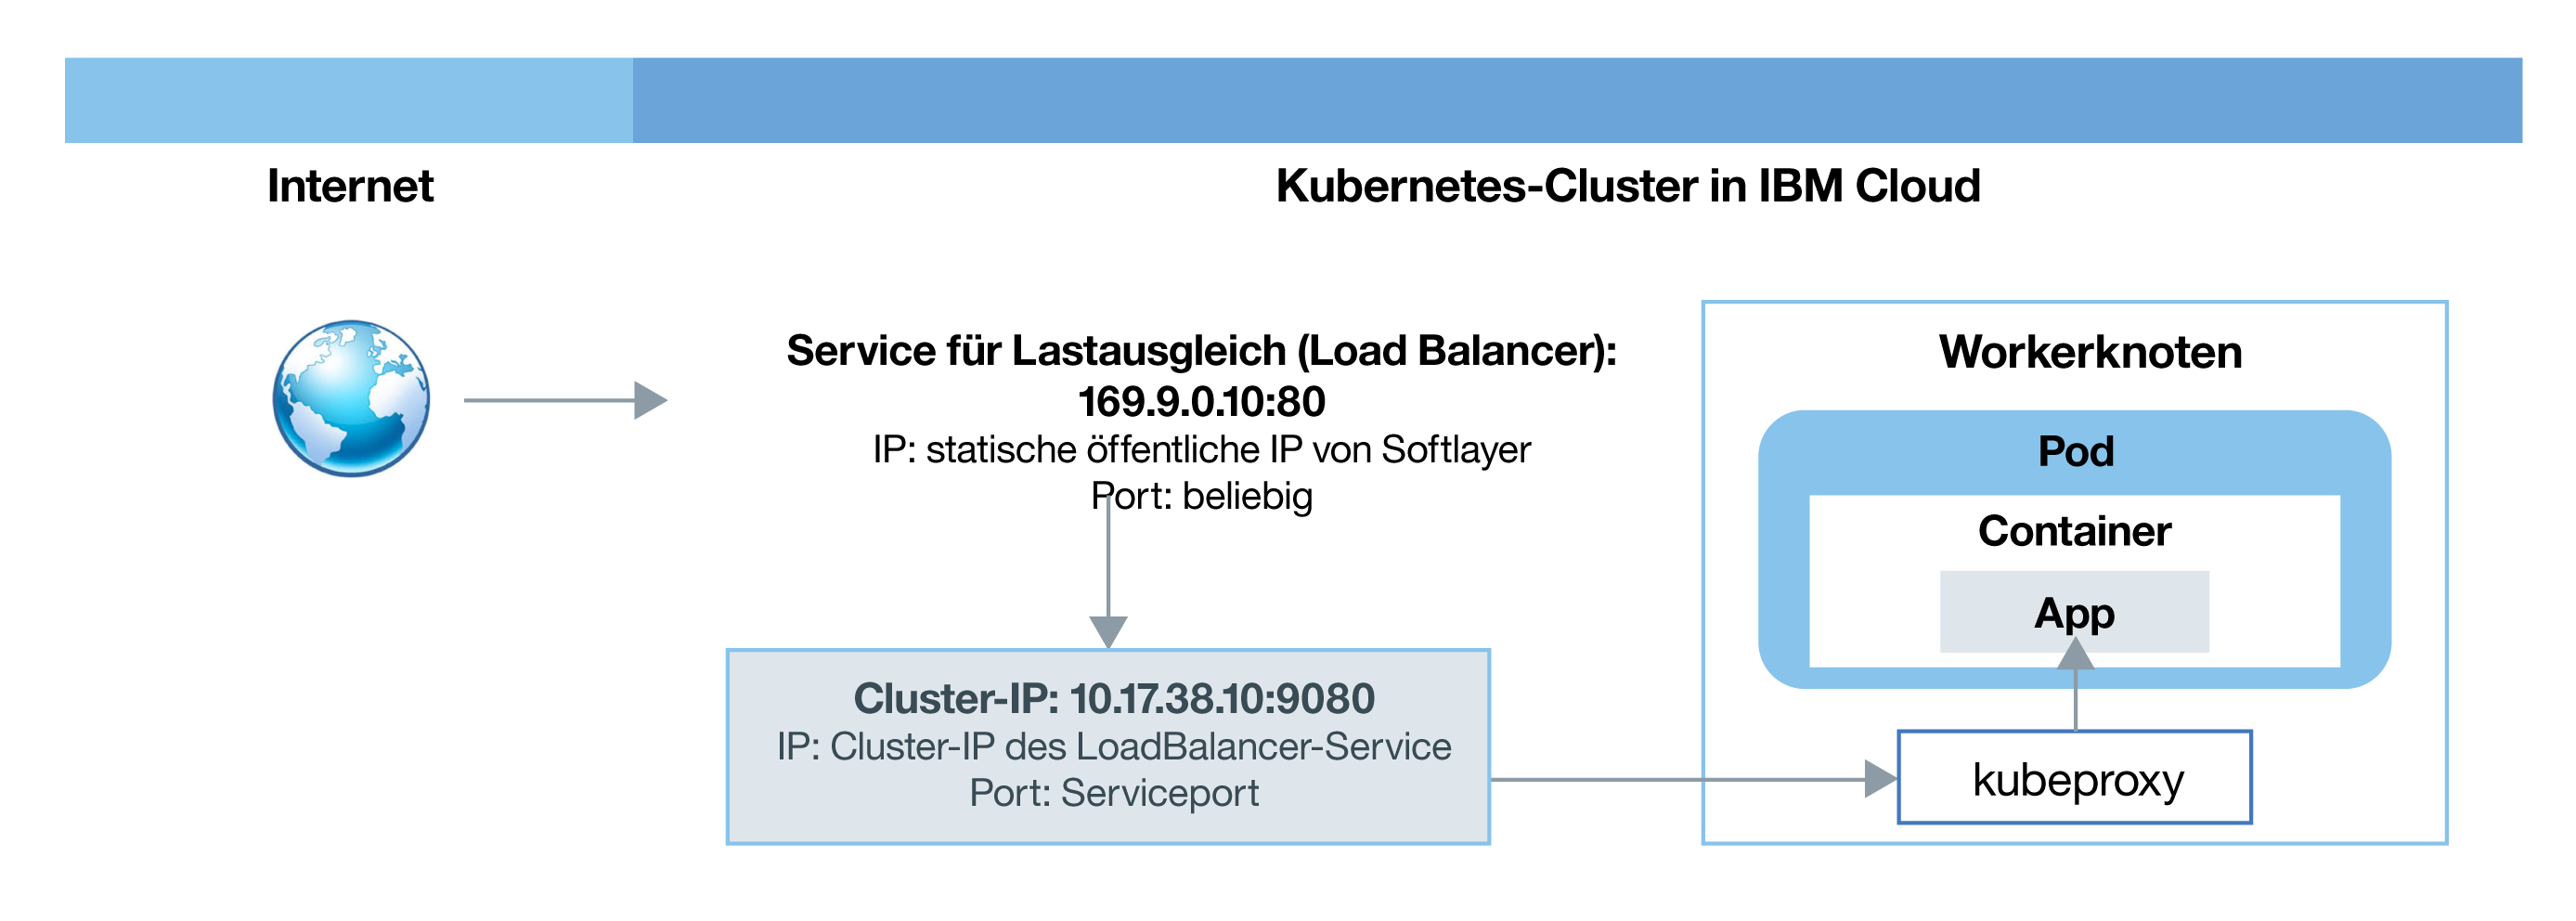 Internet
Kubernetes-Cluster in IBM Cloud
Service für Lastausgleich (Load Balancer):
169.9.0.10:80
IP: statische öffentliche IP von Softlayer
Port: beliebig
Cluster-IP: 10.17.38.10:9080
IP: Cluster-IP des LoadBalancer-Service
Port: Serviceport
Workerknoten
Pod
Container
App
kubeproxy